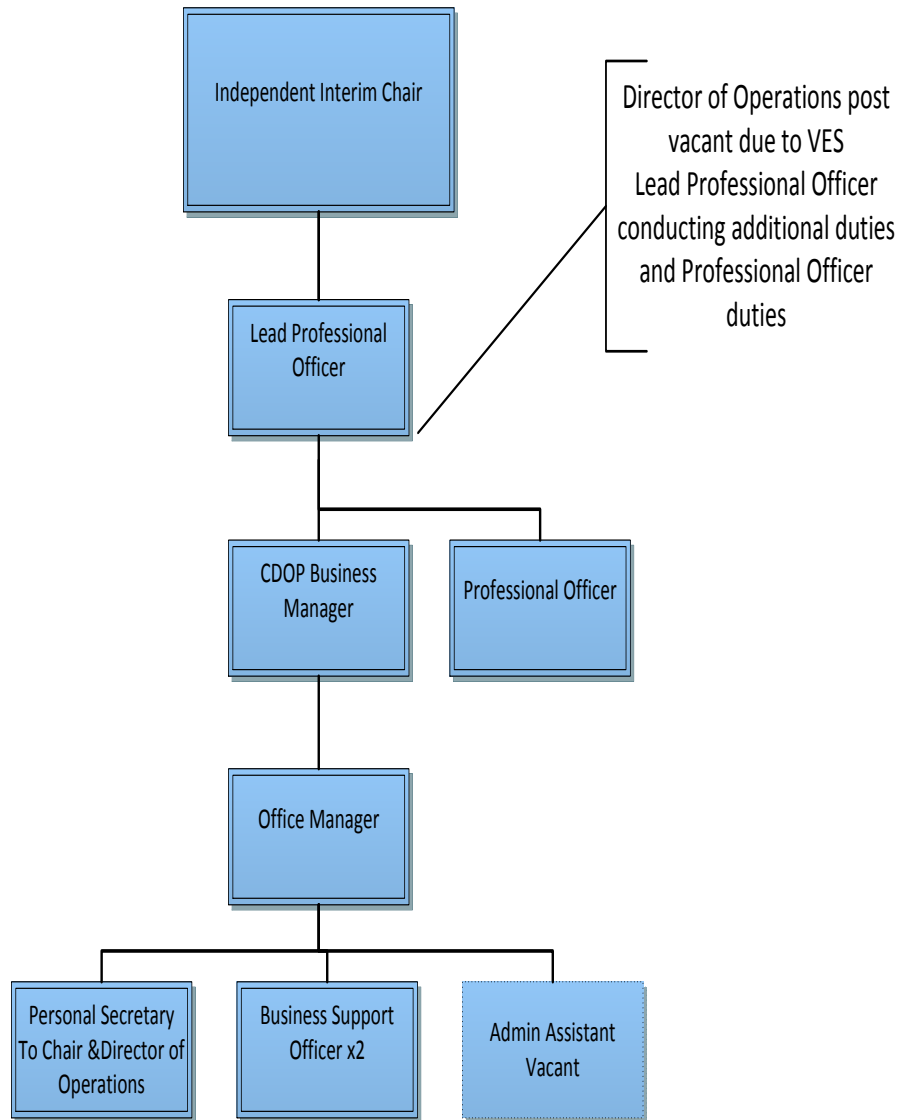 Independent Interim Chair
Director of Operations post
vacant due to VES
Lead Professional Officer
conducting additional duties
and Professional Officer
duties
Lead Professional
Officer
CDOP Business
Manager
Professional Officer
Office Manager
Personal Secretary
To Chair &Director of
Operations
Business Support
Officer x2
Admin Assistant
Vacant